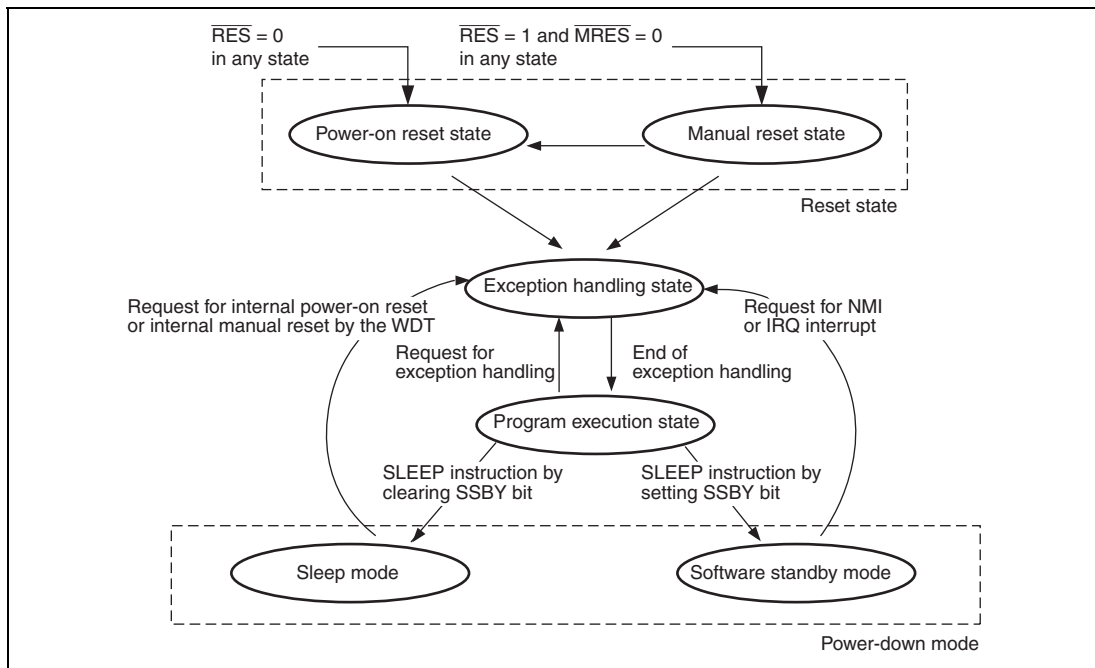 R̅E̅S̅ = 0
in any state
R̅E̅S̅ = 1 and M̅R̅E̅S̅ = 0
in any state
Power-on reset state
Manual reset state
Reset state
Exception handling state
Request for internal power-on reset
or internal manual reset by the WDT
Request for NMI
or IRQ interrupt
Request for
exception handling
End of
exception handling
Program execution state
SLEEP instruction by
clearing SSBY bit
SLEEP instruction by
setting SSBY bit
Sleep mode
Software standby mode
Power-down mode